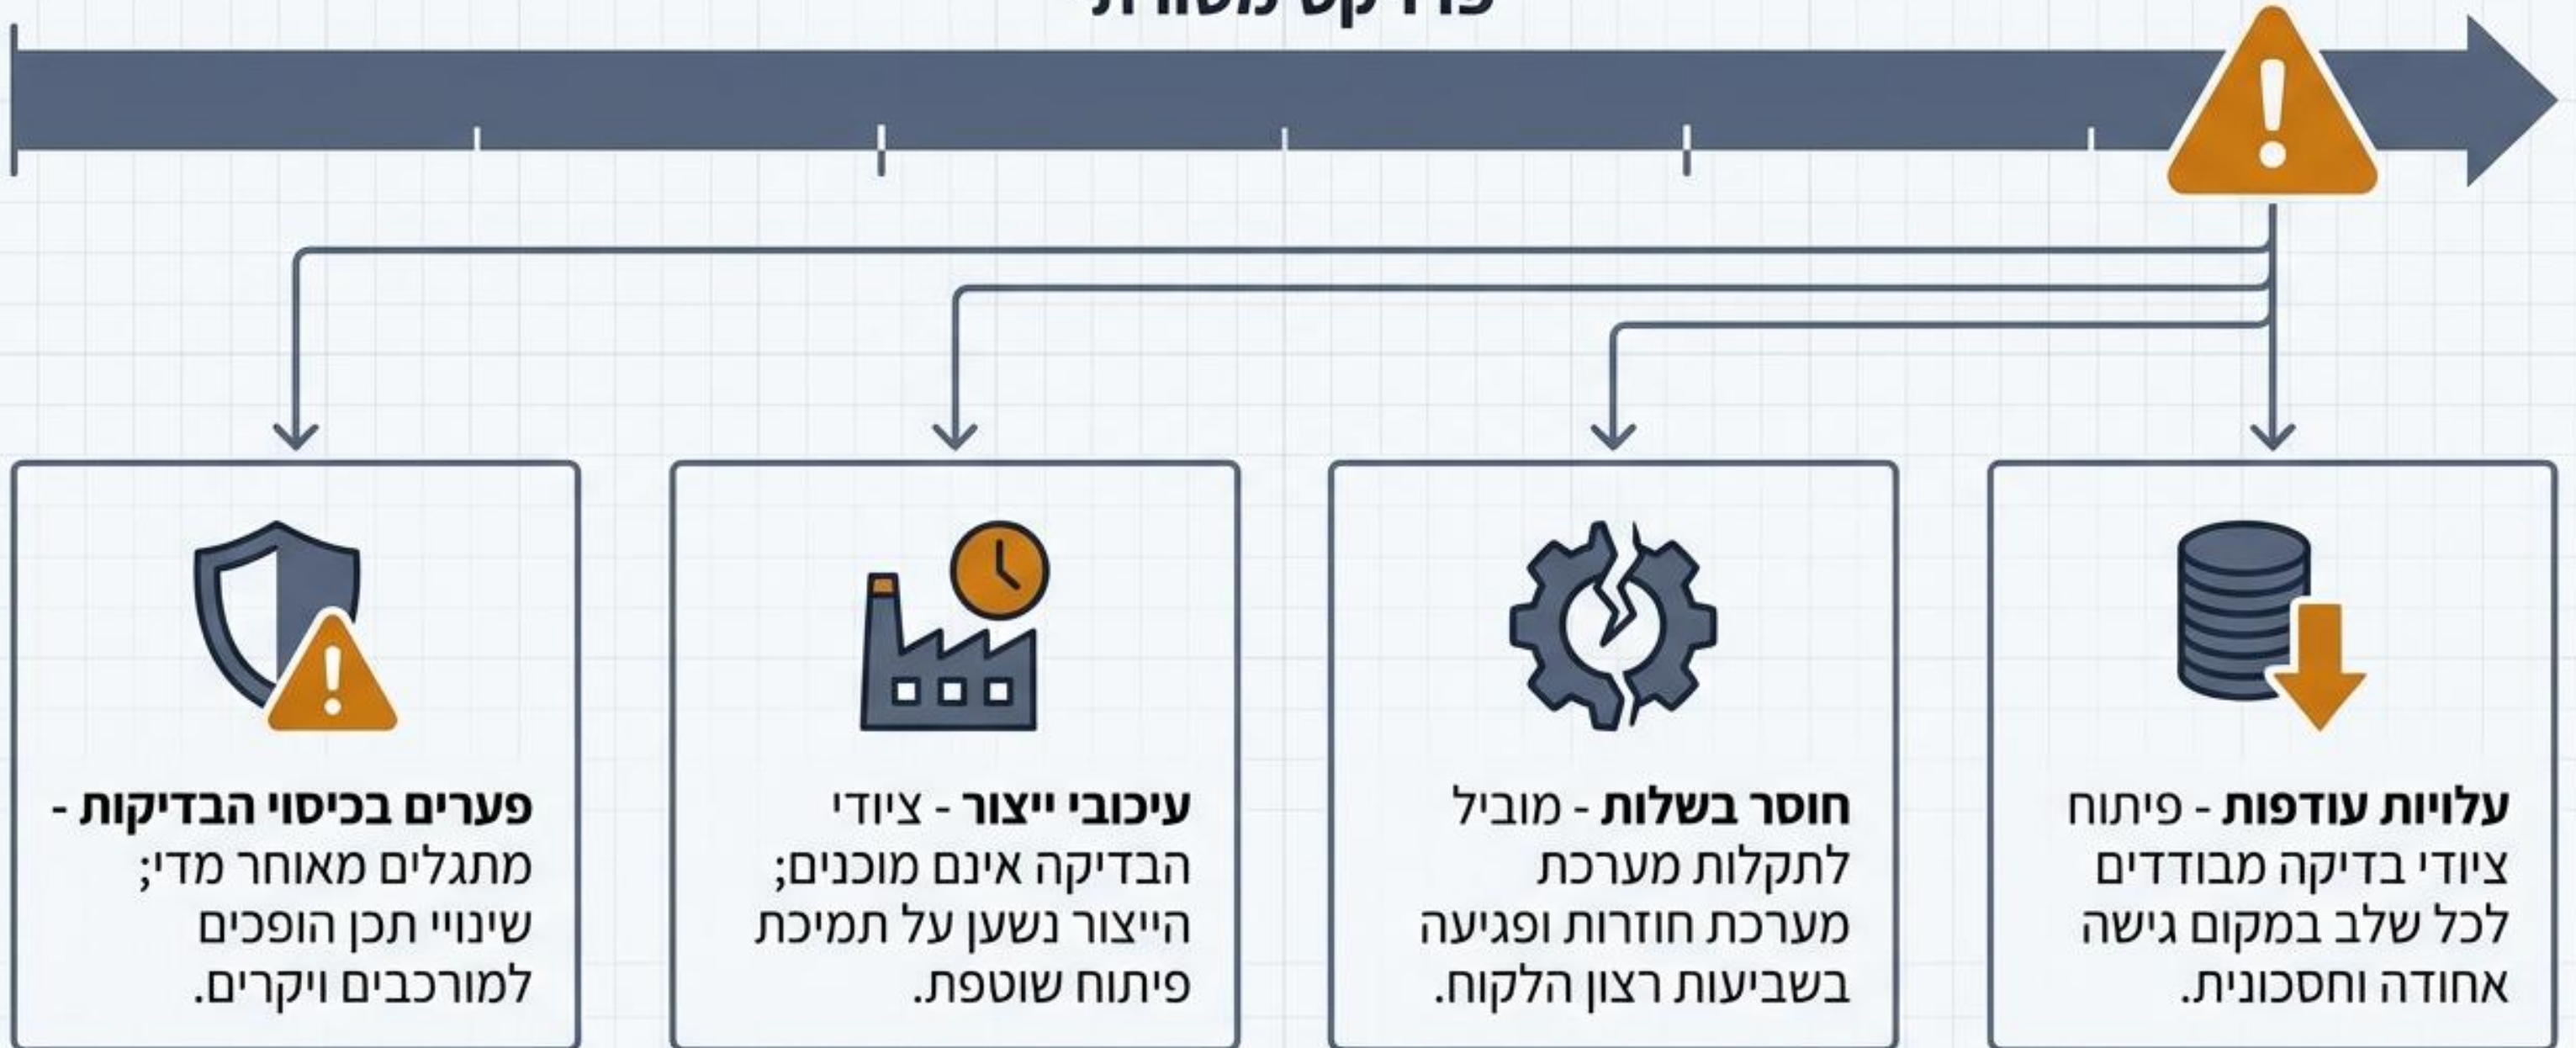 עלויות עודפות - פיתוח
ציודי בדיקה מבודדים
לכל שלב במקום גישה
אחודה וחסכונית.
חוסר בשלות - מוביל
לתקלות מערכת
מערכת חוזרות ופגיעה
בשביעות רצון הלקוח.
עיכובי ייצור - ציודי
הבדיקה אינם מוכנים;
הייצור נשען על תמיכת
פיתוח שוטפת.
פערים בכיסוי הבדיקות -
מתגלים מאוחר מדי;
שינויי תכן הופכים
למורכבים ויקרים.